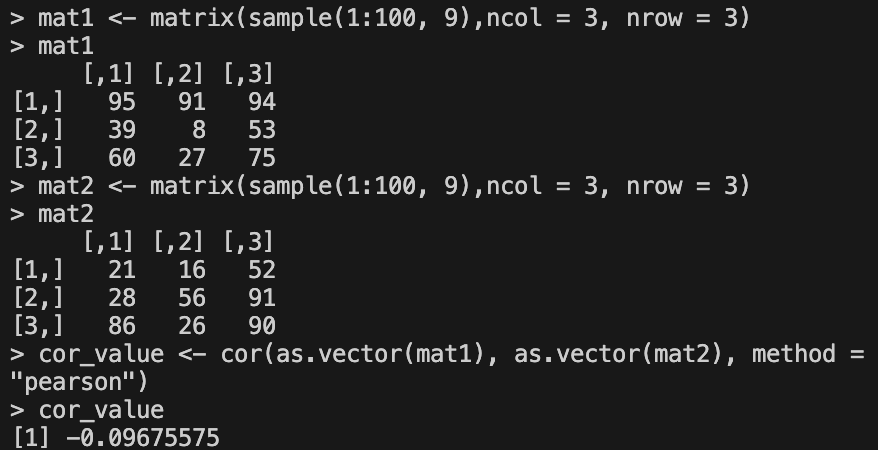 > mat1 <- matrix(sample(1:100, 9),ncol = 3, nrow = 3)
> mat1
     [,1] [,2] [,3]
[1,]   95   91   94
[2,]   39    8   53
[3,]   60   27   75
> mat2 <- matrix(sample(1:100, 9),ncol = 3, nrow = 3)
> mat2
     [,1] [,2] [,3]
[1,]   21   16   52
[2,]   28   56   91
[3,]   86   26   90
> cor_value <- cor(as.vector(mat1), as.vector(mat2), method =
"pearson")
> cor_value
[1] -0.09675575